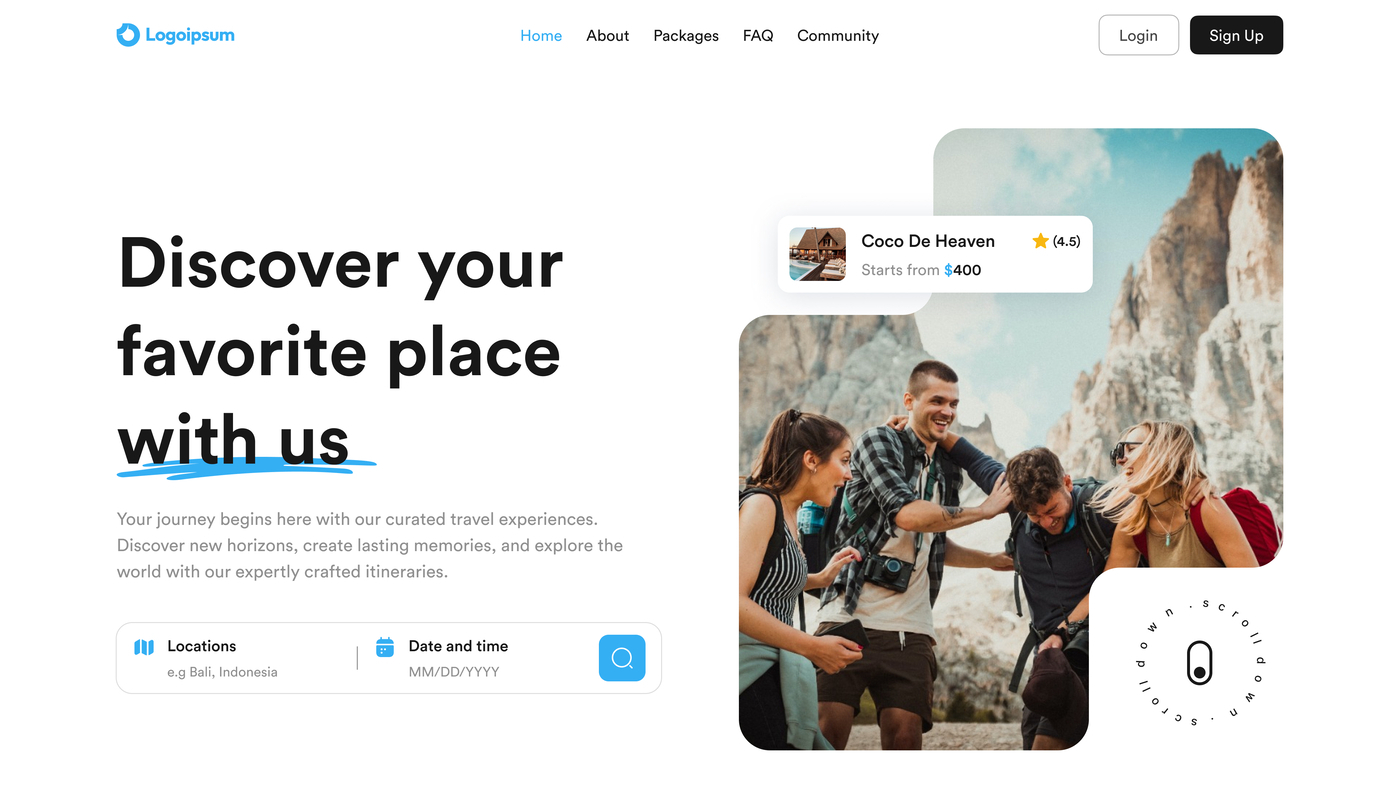 Logoipsum
Home About Packages FAQ Community
Login Sign Up
Discover your
favorite place
with us
Your journey begins here with our curated travel experiences.
Discover new horizons, create lasting memories, and explore the
world with our expertly crafted itineraries.
Locations
e.g Bali, Indonesia
Date and time
MM/DD/YYYY
Coco De Heaven (4.5)
Starts from $400
scroll down . scroll down .